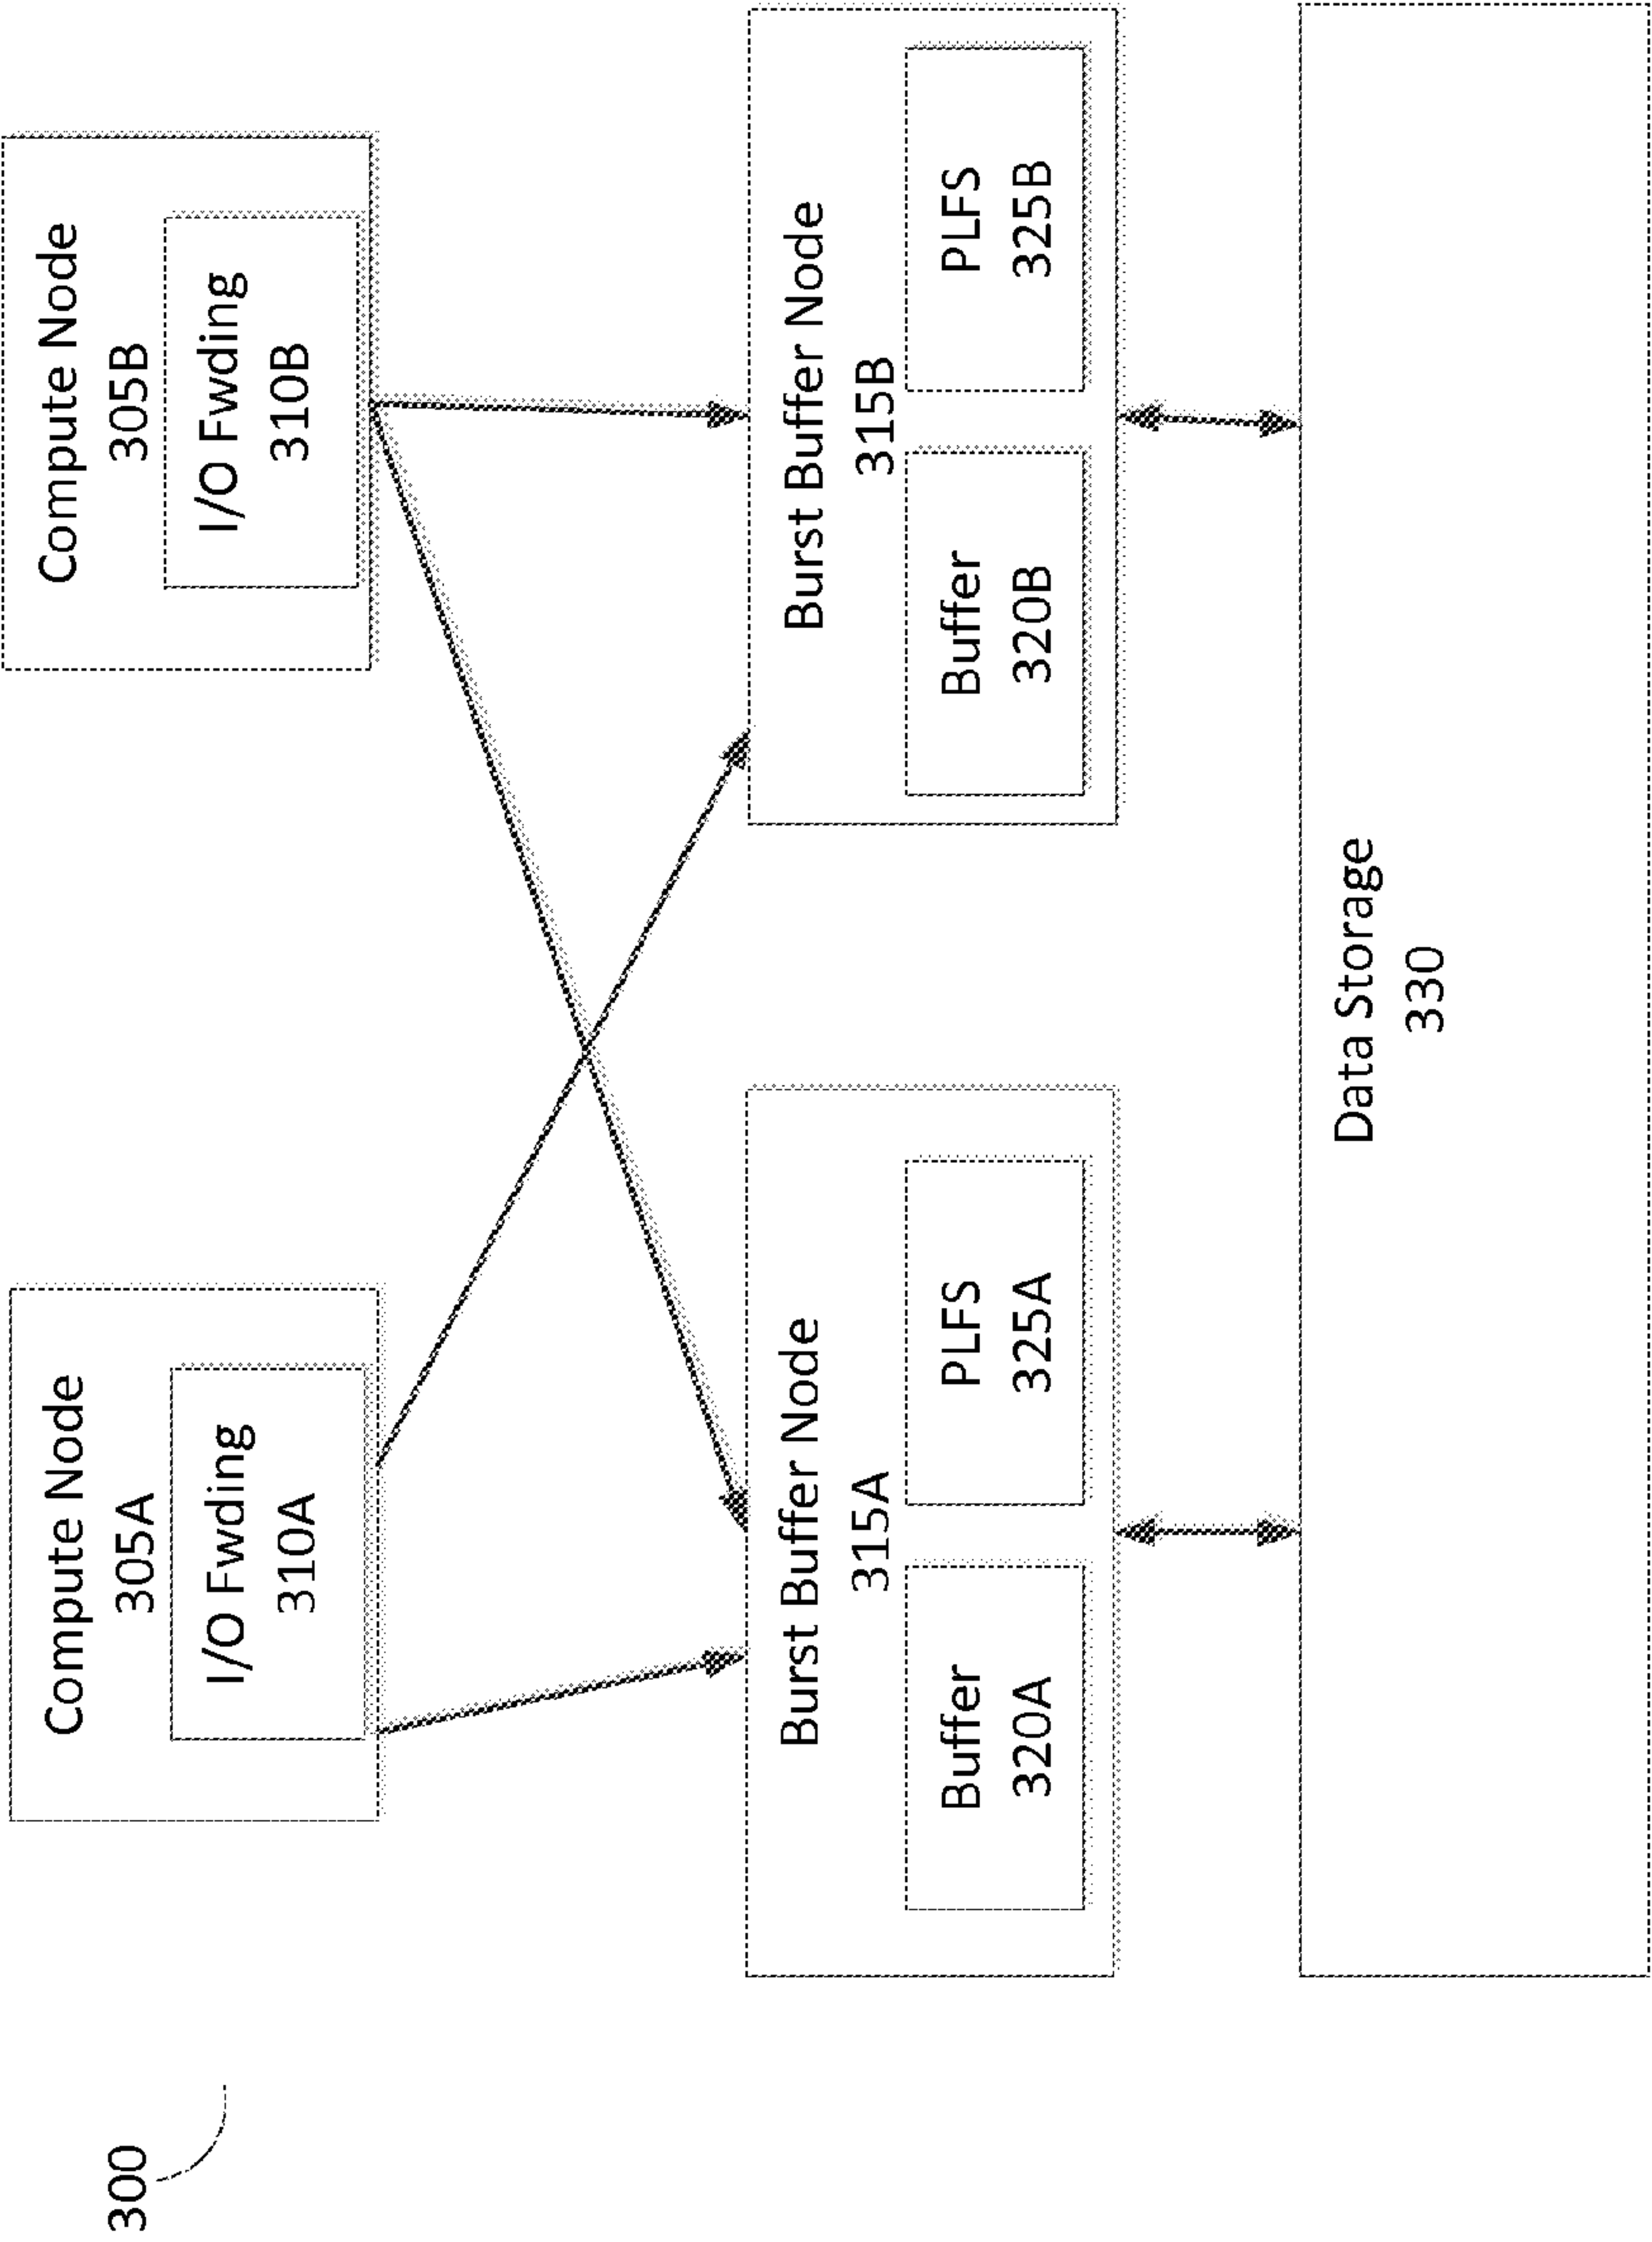 300
Compute Node
305A
I/O Fwding
310A
Compute Node
305B
I/O Fwding
310B
Burst Buffer Node
315A
Buffer
320A
PLFS
325A
Burst Buffer Node
315B
Buffer
320B
PLFS
325B
Data Storage
330